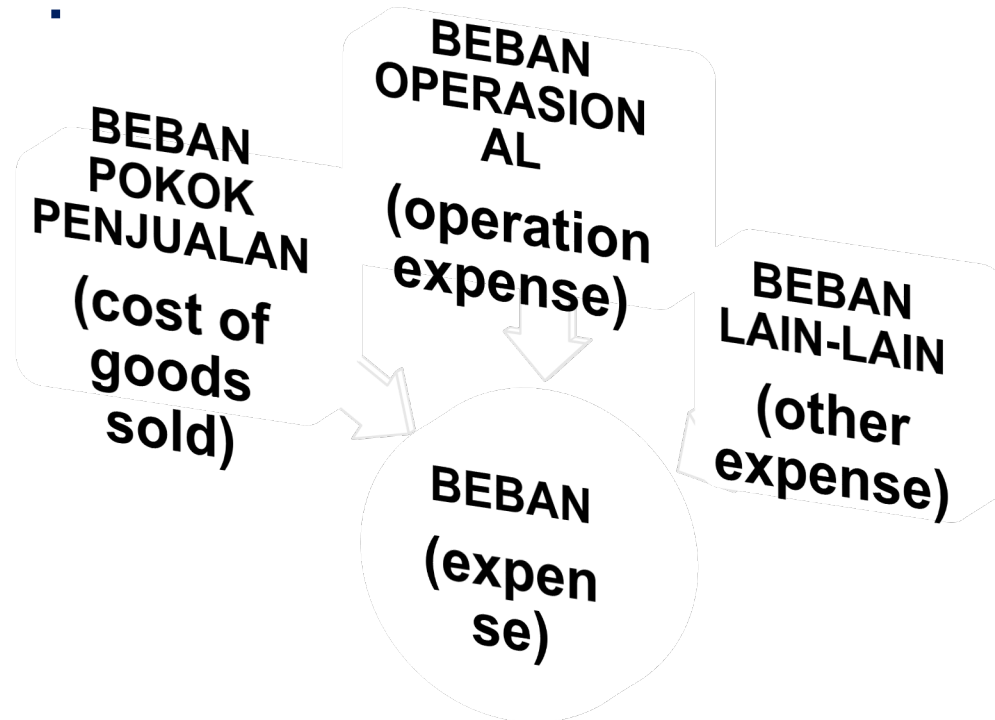 BEBAN
POKOK
PENJUALAN
(cost of
goods
sold)
BEBAN
OPERASION
AL
(operation
expense)
BEBAN
LAIN-LAIN
(other
expense)
BEBAN
(expen
se)